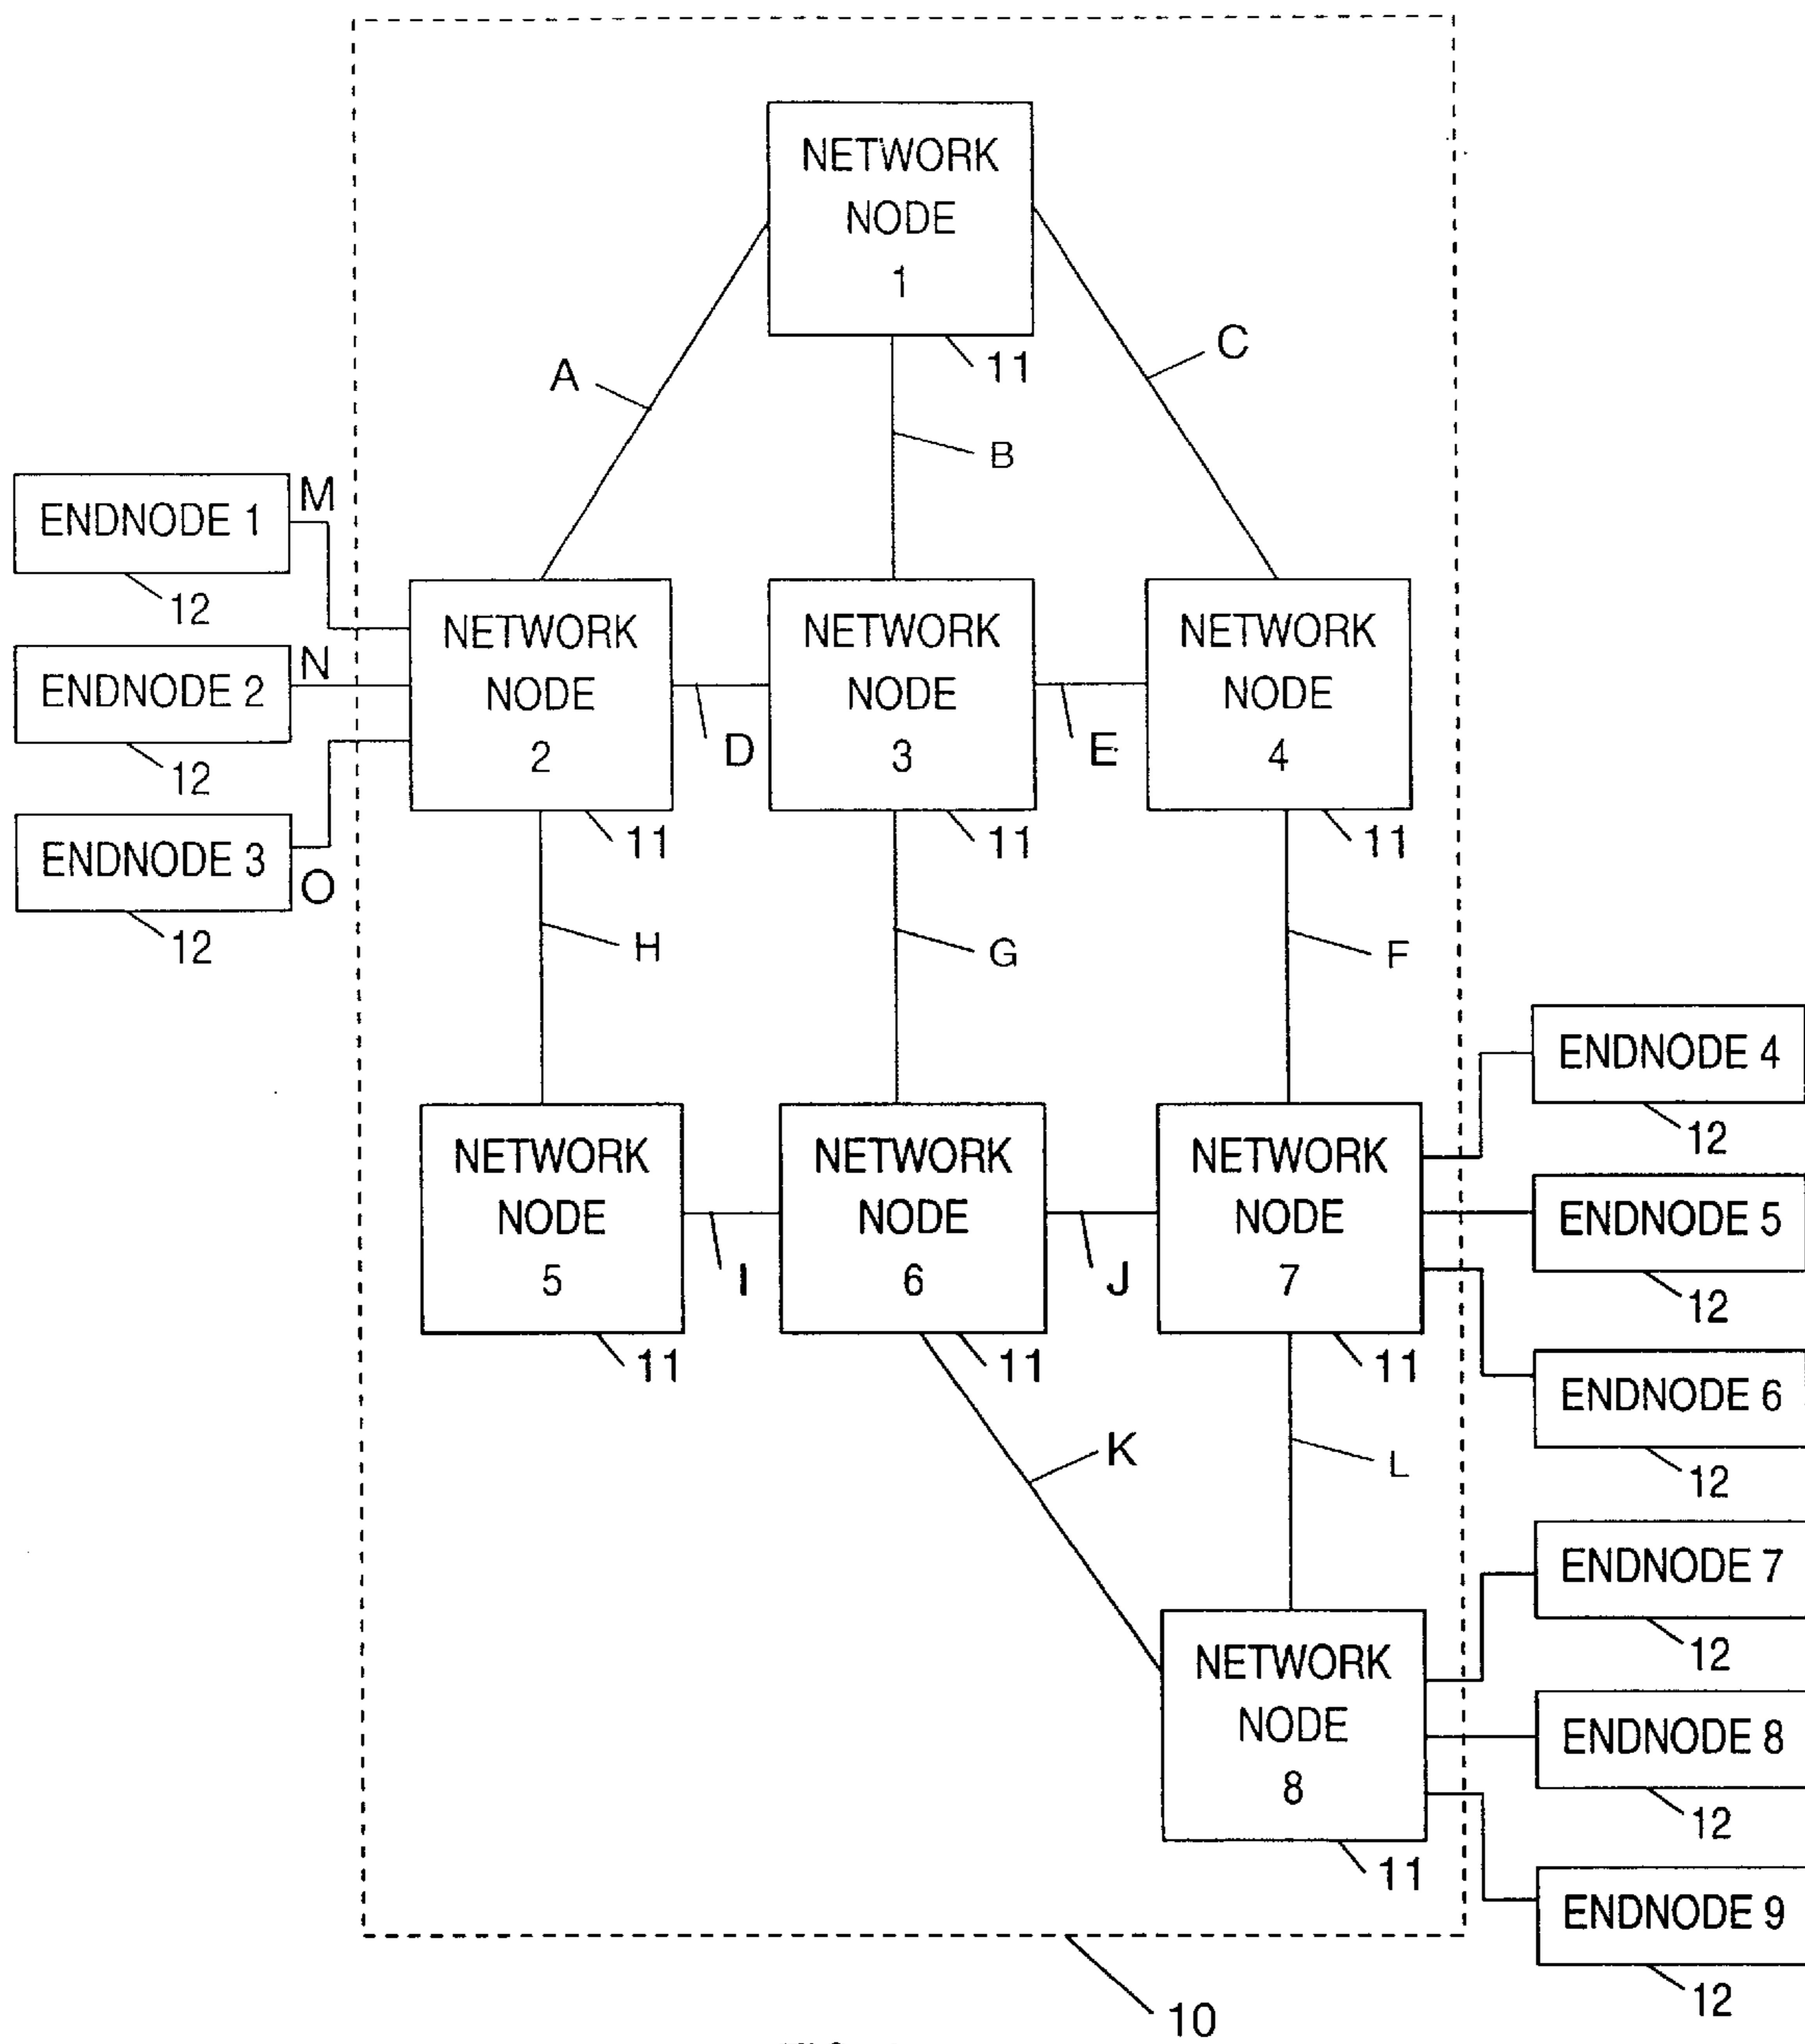 NETWORK
NODE
1
11
A
B
C
ENDNODE 1
M
12
ENDNODE 2
N
12
ENDNODE 3
O
12
NETWORK
NODE
2
11
D
NETWORK
NODE
3
11
E
NETWORK
NODE
4
11
H
G
F
NETWORK
NODE
5
11
I
NETWORK
NODE
6
11
J
NETWORK
NODE
7
11
ENDNODE 4
12
ENDNODE 5
12
ENDNODE 6
12
K
L
NETWORK
NODE
8
11
ENDNODE 7
12
ENDNODE 8
12
ENDNODE 9
12
10